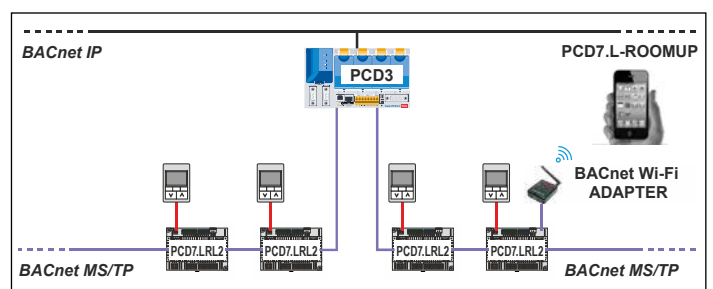 BACnet IP
PCD7.L-ROOMUP
PCD3
BACnet Wi-Fi
ADAPTER
PCD7.LRL2
PCD7.LRL2
PCD7.LRL2
PCD7.LRL2
BACnet MS/TP
BACnet MS/TP